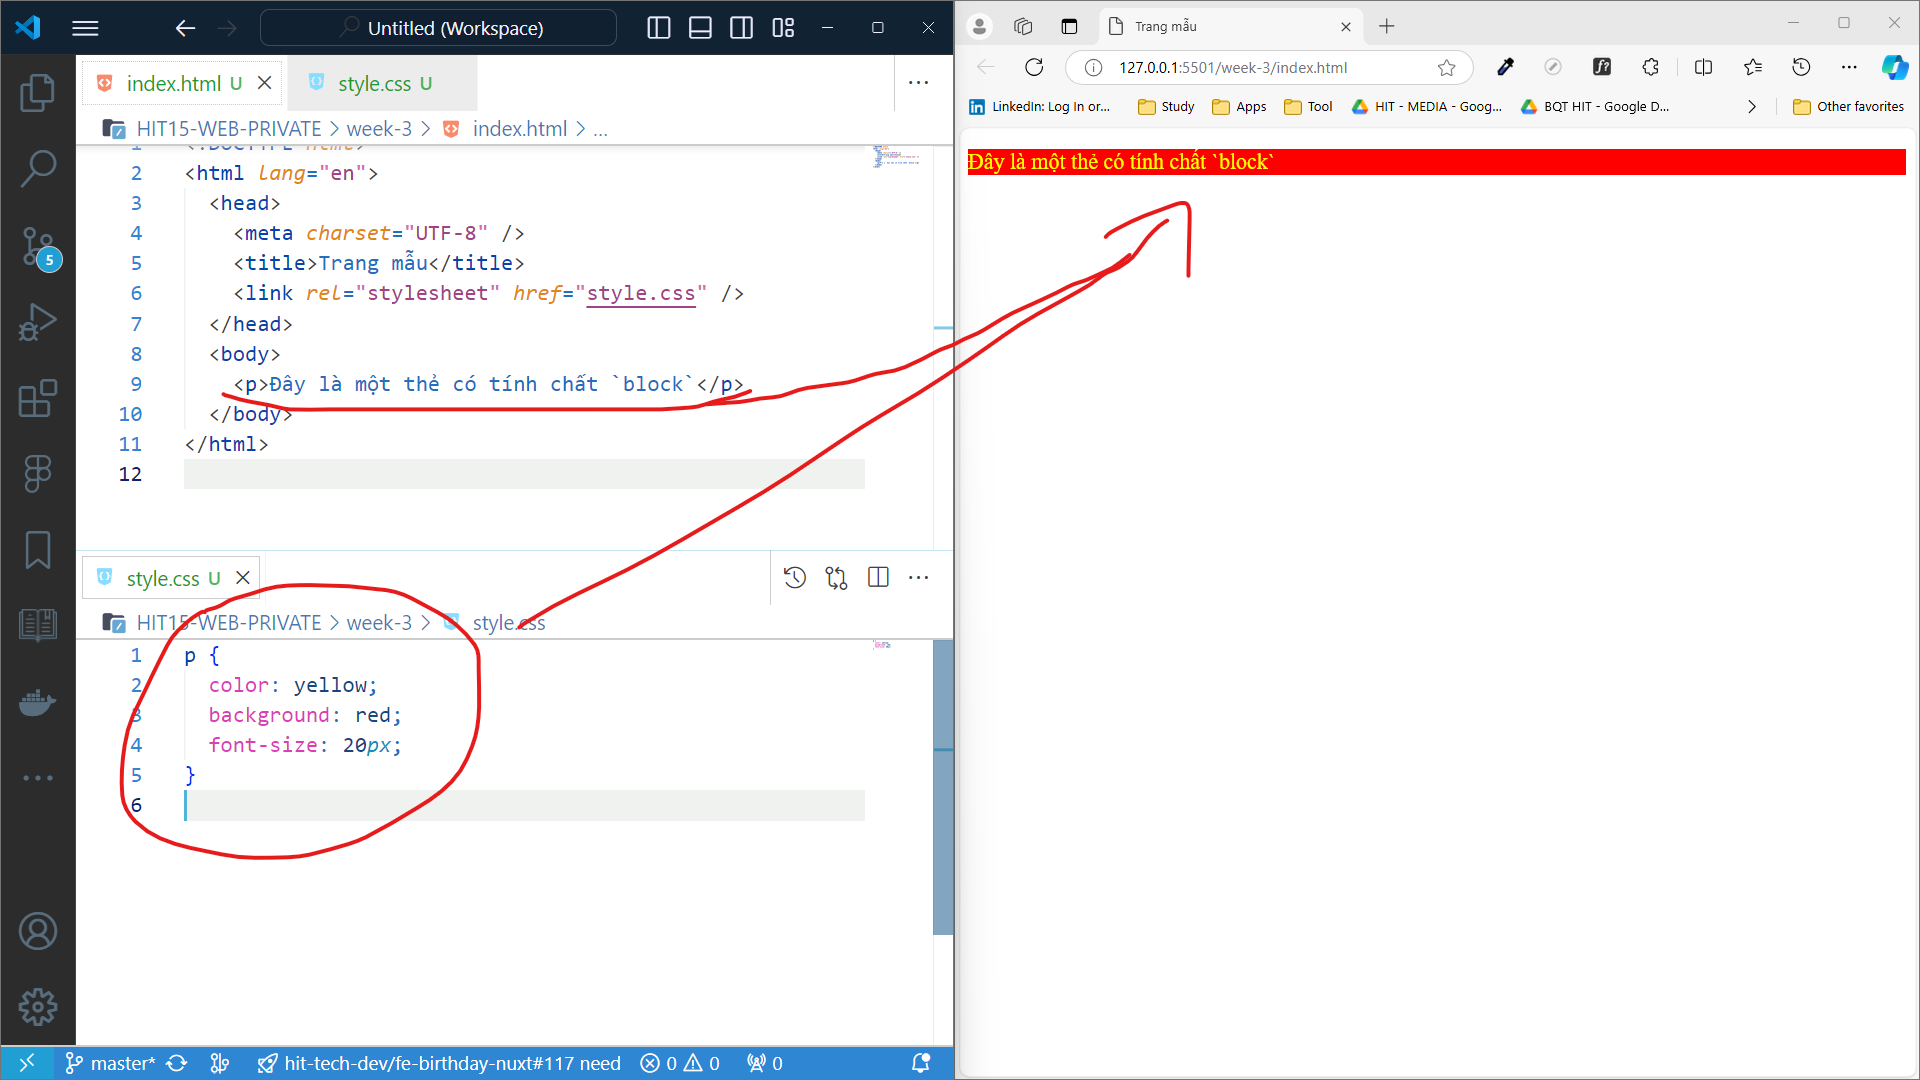 Untitled (Workspace)
index.html U
style.css U
HIT15-WEB-PRIVATE > week-3 > index.html > ...
1 <!DOCTYPE html>
2 <html lang="en">
3 <head>
4 <meta charset="UTF-8" />
5 <title>Trang mẫu</title>
6 <link rel="stylesheet" href="style.css" />
7 </head>
8 <body>
9 <p>Đây là một thẻ có tính chất `block`</p>
10 </body>
11 </html>
12
style.css U
HIT15-WEB-PRIVATE > week-3 > style.css
1 p {
2 color: yellow;
3 background: red;
4 font-size: 20px;
5 }
6
5
master* hit-tech-dev/fe-birthday-nuxt#117 need 0 0 0
Trang mẫu
127.0.0.1:5501/week-3/index.html
LinkedIn: Log In or... Study Apps Tool HIT - MEDIA - Goog... BQT HIT - Google D... Other favorites
Đây là một thẻ có tính chất `block`